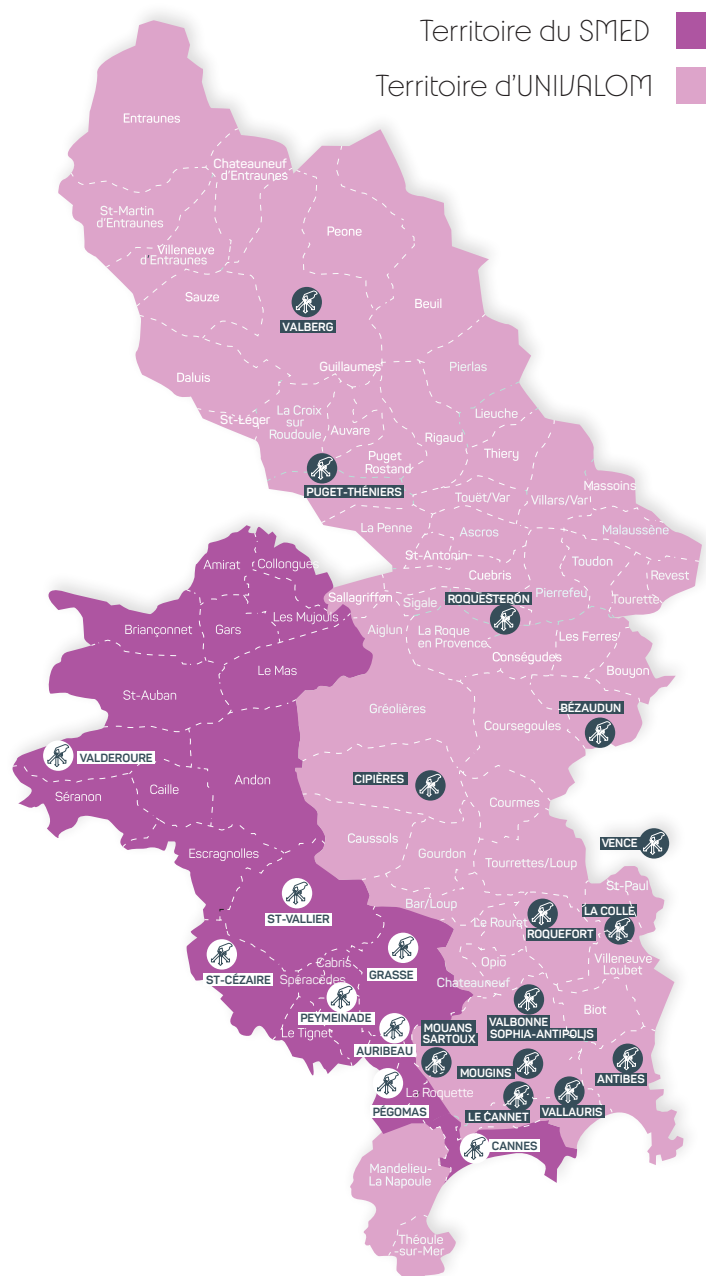 Territoire du SMED
Territoire d'UNIVALOM
Entraunes
Chateauneuf
d'Entraunes
St-Martin
d'Entraunes
Peone
Villeneuve
d'Entraunes
Sauze
Beuil
VALBERG
Guillaumes
Pierlas
Daluis
La Croix
sur
Roudoule
St-Léger
Auvare
Lieuche
Rigaud
Thiery
Puget
Rostand
PUGET-THÉNIERS
Massoins
Touët/Var
Villars/Var
La Penne
Ascros
Malaussène
St-Antonin
Toudon
Amirat
Collongues
Cuebris
Revest
Sallagriffon
Sigale
ROQUESTERÓN
Pierrefeu
Tourette
Les Mujouls
Briançonnet
Gars
Aiglun
La Roque
en Provence
Les Ferres
Conségudes
Le Mas
Bouyon
St-Auban
Gréolières
BÉZAUDUN
Coursegoules
VALDEROURE
Andon
CIPIÈRES
Séranon
Caille
Courmes
Caussols
VENCE
Escragnolles
Gourdon
Tourrettes/Loup
St-Paul
ST-VALLIER
Bar/Loup
LA COLLE
Le Rouret
ROQUEFORT
Cabris
GRASSE
Opio
Villeneuve
Loubet
ST-CÉZAIRE
Spéracèdes
Chateauneuf
PEYMEINADE
VALBONNE
SOPHIA-ANTIPOLIS
Biot
Le Tignet
MOUANS
SARTOUX
AURIBEAU
MOUGINS
ANTIBES
La Roquette
PÉGOMAS
LE CANNET
VALLAURIS
CANNES
Mandelieu-
La Napoule
Théoule
-sur-Mer